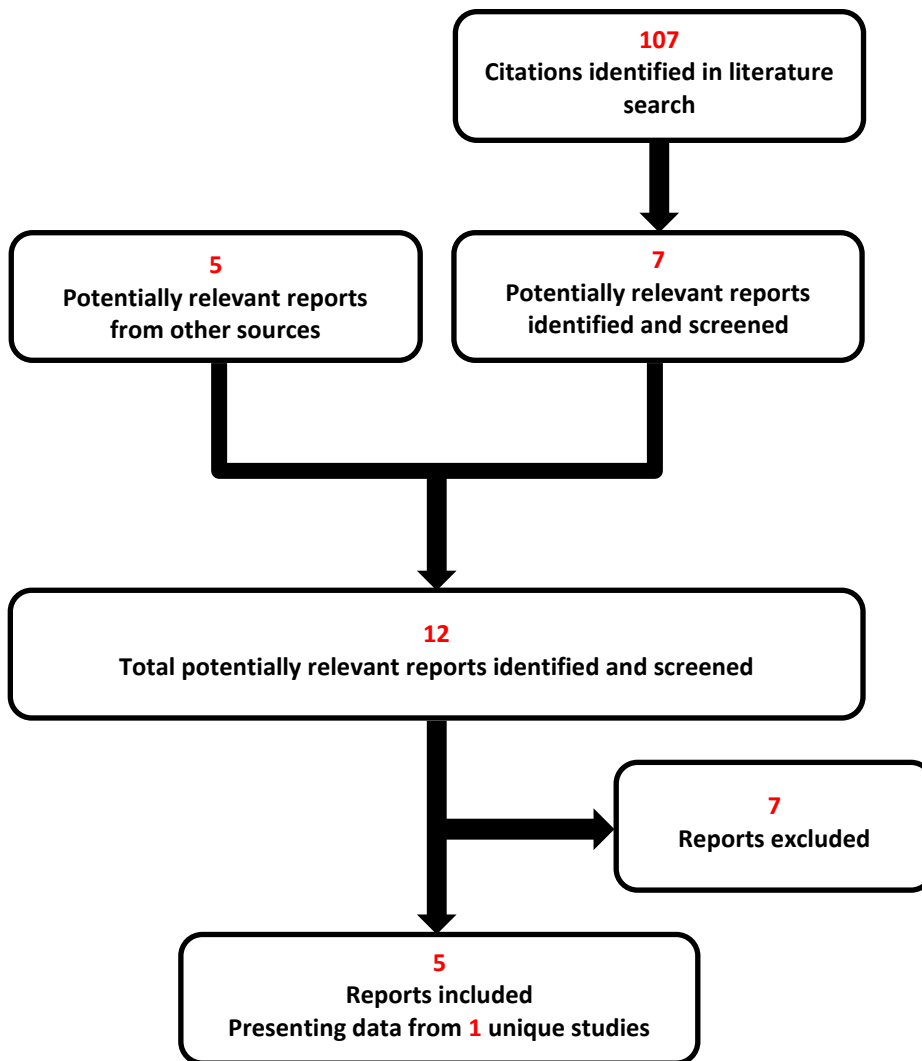 107
Citations identified in literature
search
5
Potentially relevant reports
from other sources
7
Potentially relevant reports
identified and screened
12
Total potentially relevant reports identified and screened
7
Reports excluded
5
Reports included
Presenting data from 1 unique studies